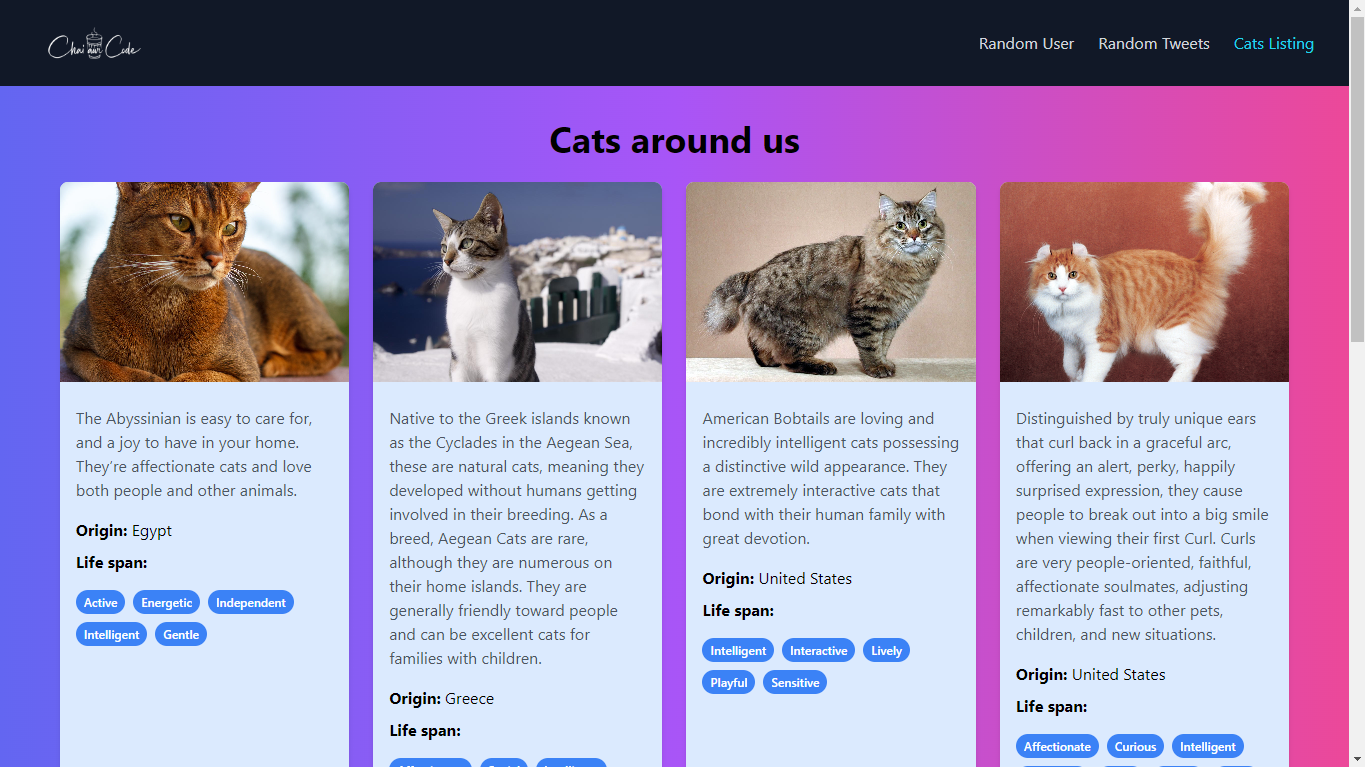 Chai aur Code
Random User
Random Tweets
Cats Listing
Cats around us
The Abyssinian is easy to care for,
and a joy to have in your home.
They’re affectionate cats and love
both people and other animals.
Origin: Egypt
Life span:
Active Energetic Independent
Intelligent Gentle
Native to the Greek islands known
as the Cyclades in the Aegean Sea,
these are natural cats, meaning they
developed without humans getting
involved in their breeding. As a
breed, Aegean Cats are rare,
although they are numerous on
their home islands. They are
generally friendly toward people
and can be excellent cats for
families with children.
Origin: Greece
Life span:
American Bobtails are loving and
incredibly intelligent cats possessing
a distinctive wild appearance. They
are extremely interactive cats that
bond with their human family with
great devotion.
Origin: United States
Life span:
Intelligent Interactive Lively
Playful Sensitive
Distinguished by truly unique ears
that curl back in a graceful arc,
offering an alert, perky, happily
surprised expression, they cause
people to break out into a big smile
when viewing their first Curl. Curls
are very people-oriented, faithful,
affectionate soulmates, adjusting
remarkably fast to other pets,
children, and new situations.
Origin: United States
Life span:
Affectionate Curious Intelligent